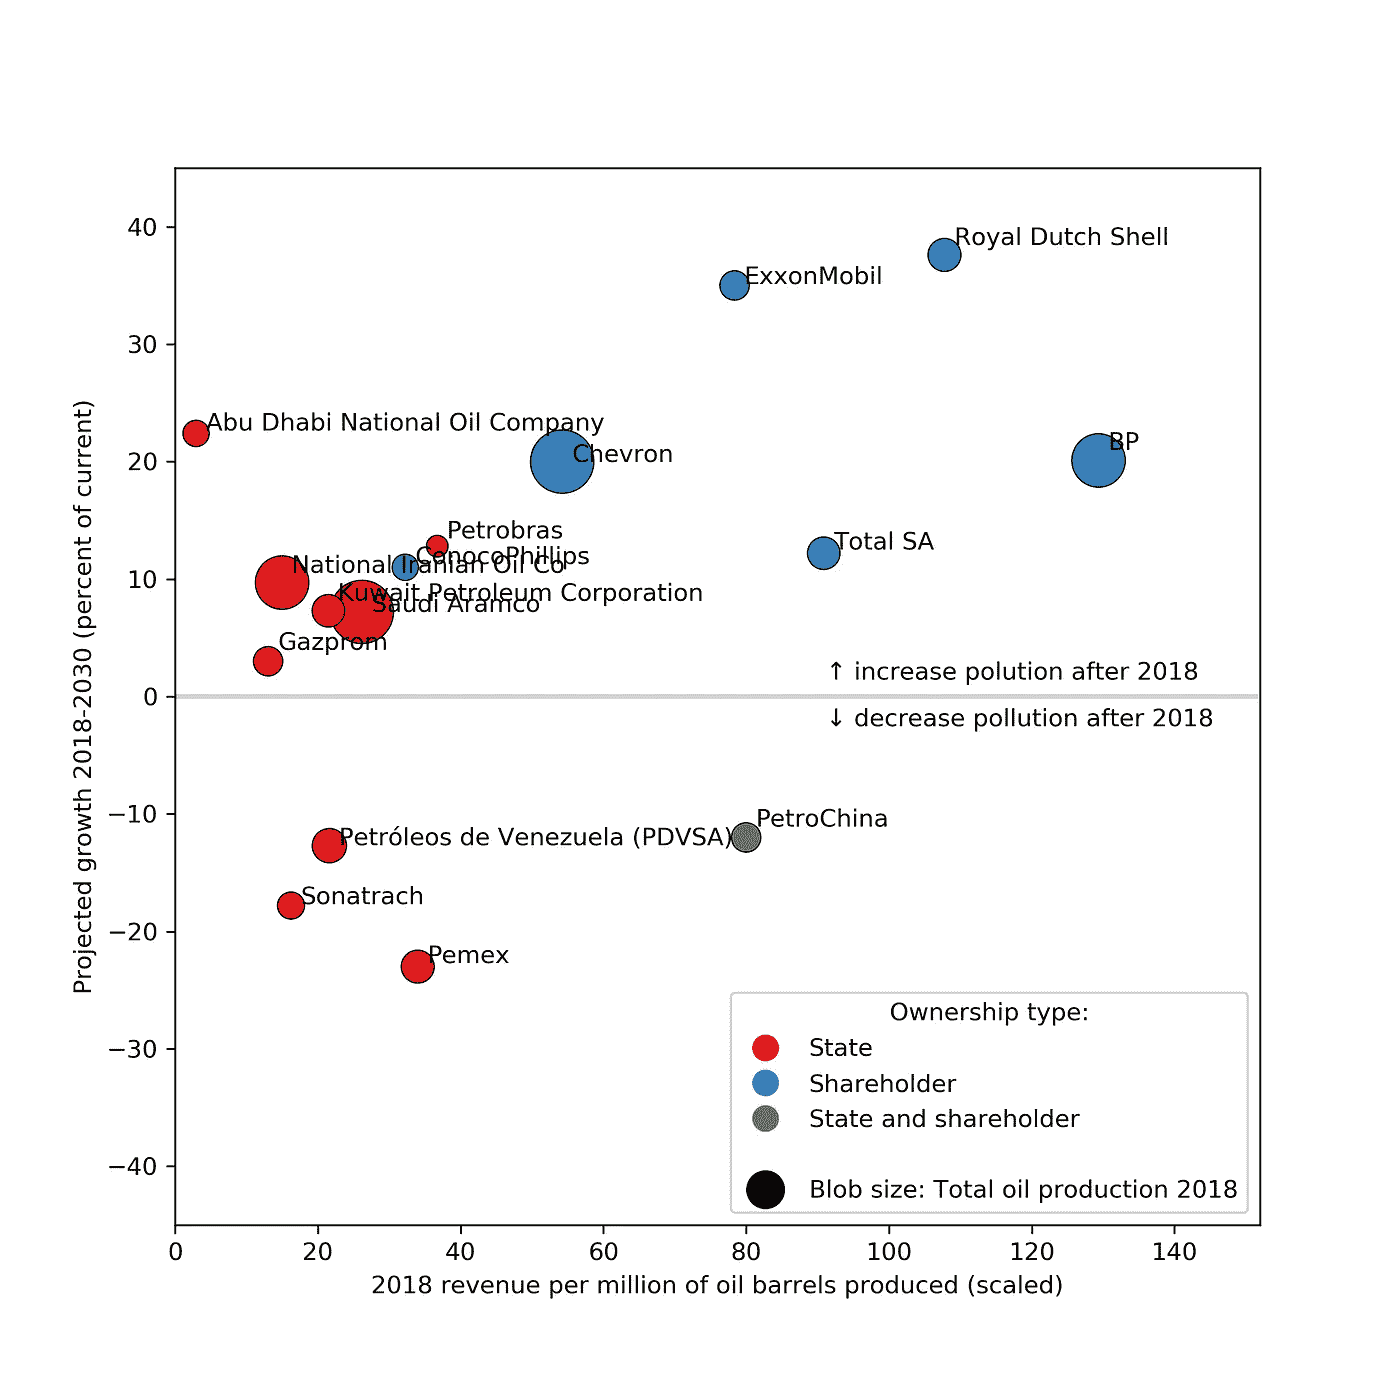 40
30
20
10
0
−10
−20
−30
−40
Projected growth 2018-2030 (percent of current)
Royal Dutch Shell
ExxonMobil
Abu Dhabi National Oil Company
Chevron
BP
Petrobras
Total SA
ConocoPhillips
National Iranian Oil Co
Kuwait Petroleum Corporation
Saudi Aramco
Gazprom
↑ increase polution after 2018
↓ decrease pollution after 2018
PetroChina
Petróleos de Venezuela (PDVSA)
Sonatrach
Pemex
Ownership type:
State
Shareholder
State and shareholder
Blob size: Total oil production 2018
0 20 40 60 80 100 120 140
2018 revenue per million of oil barrels produced (scaled)